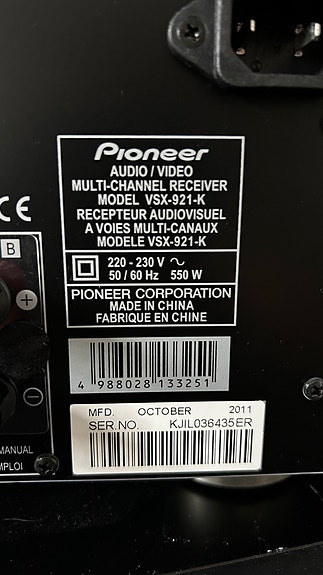 Pioneer
AUDIO / VIDEO
MULTI-CHANNEL RECEIVER
MODEL VSX-921-K
RECEPTEUR AUDIOVISUEL
A VOIES MULTI-CANAUX
MODELE VSX-921-K
220 - 230 V ~
50 / 60 Hz 550 W
PIONEER CORPORATION
MADE IN CHINA
FABRIQUE EN CHINE
CE
B
+
−
4 988028 133251
MFD. OCTOBER 2011
SER.NO. KJIL036435ER
MANUAL
EMPLOI